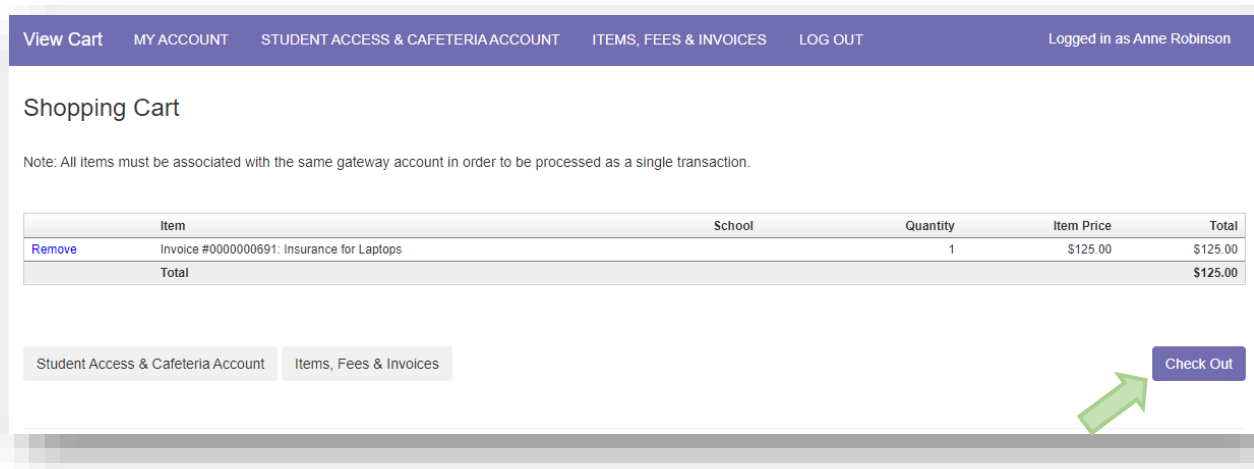 View Cart MY ACCOUNT STUDENT ACCESS & CAFETERIA ACCOUNT ITEMS, FEES & INVOICES LOG OUT Logged in as Anne Robinson
Shopping Cart
Note: All items must be associated with the same gateway account in order to be processed as a single transaction.
Item School Quantity Item Price Total
Remove Invoice #0000000691: Insurance for Laptops 1 $125.00 $125.00
Total $125.00
Student Access & Cafeteria Account Items, Fees & Invoices Check Out